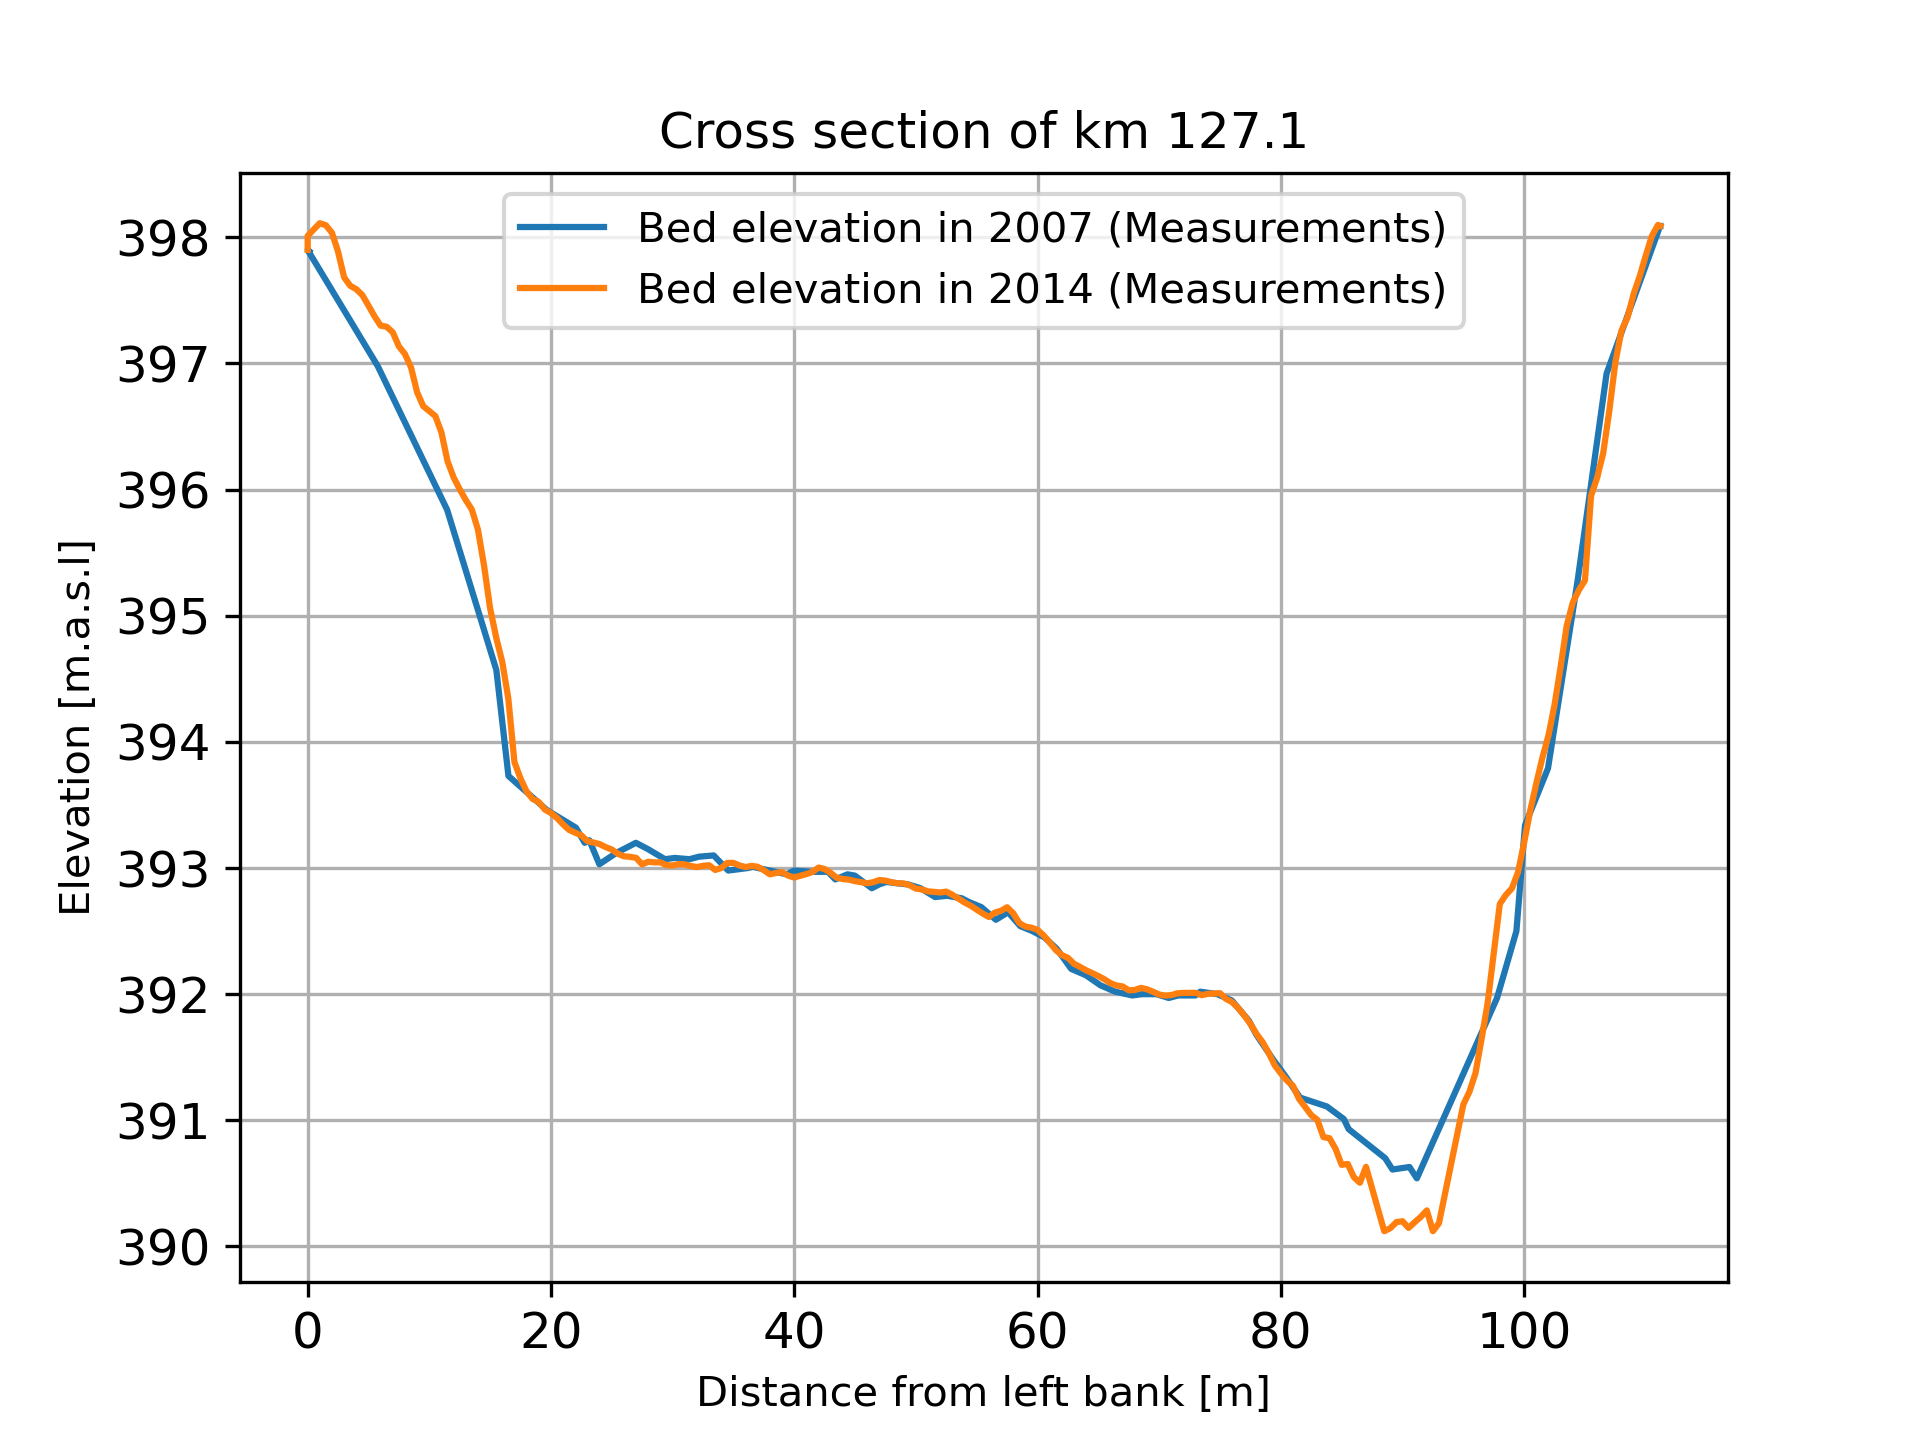 Cross section of km 127.1
Bed elevation in 2007 (Measurements)
Bed elevation in 2014 (Measurements)
398
397
396
395
394
393
392
391
390
Elevation [m.a.s.l]
0 20 40 60 80 100
Distance from left bank [m]